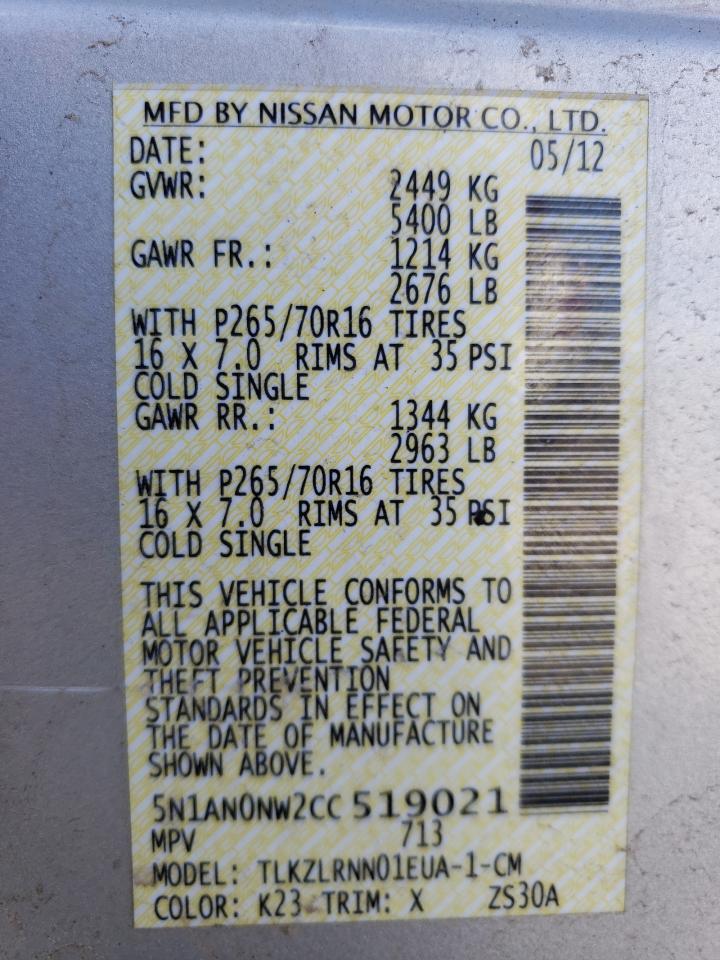 MFD BY NISSAN MOTOR CO., LTD.
DATE: 05/12
GVWR: 2449 KG
5400 LB
GAWR FR.: 1214 KG
2676 LB
WITH P265/70R16 TIRES
16 X 7.0 RIMS AT 35 PSI
COLD SINGLE
GAWR RR.: 1344 KG
2963 LB
WITH P265/70R16 TIRES
16 X 7.0 RIMS AT 35 PSI
COLD SINGLE
THIS VEHICLE CONFORMS TO
ALL APPLICABLE FEDERAL
MOTOR VEHICLE SAFETY AND
THEFT PREVENTION
STANDARDS IN EFFECT ON
THE DATE OF MANUFACTURE
SHOWN ABOVE.
5N1AN0NW2CC 519021
MPV 713
MODEL: TLKZLRNN01EUA-1-CM
COLOR: K23 TRIM: X ZS30A